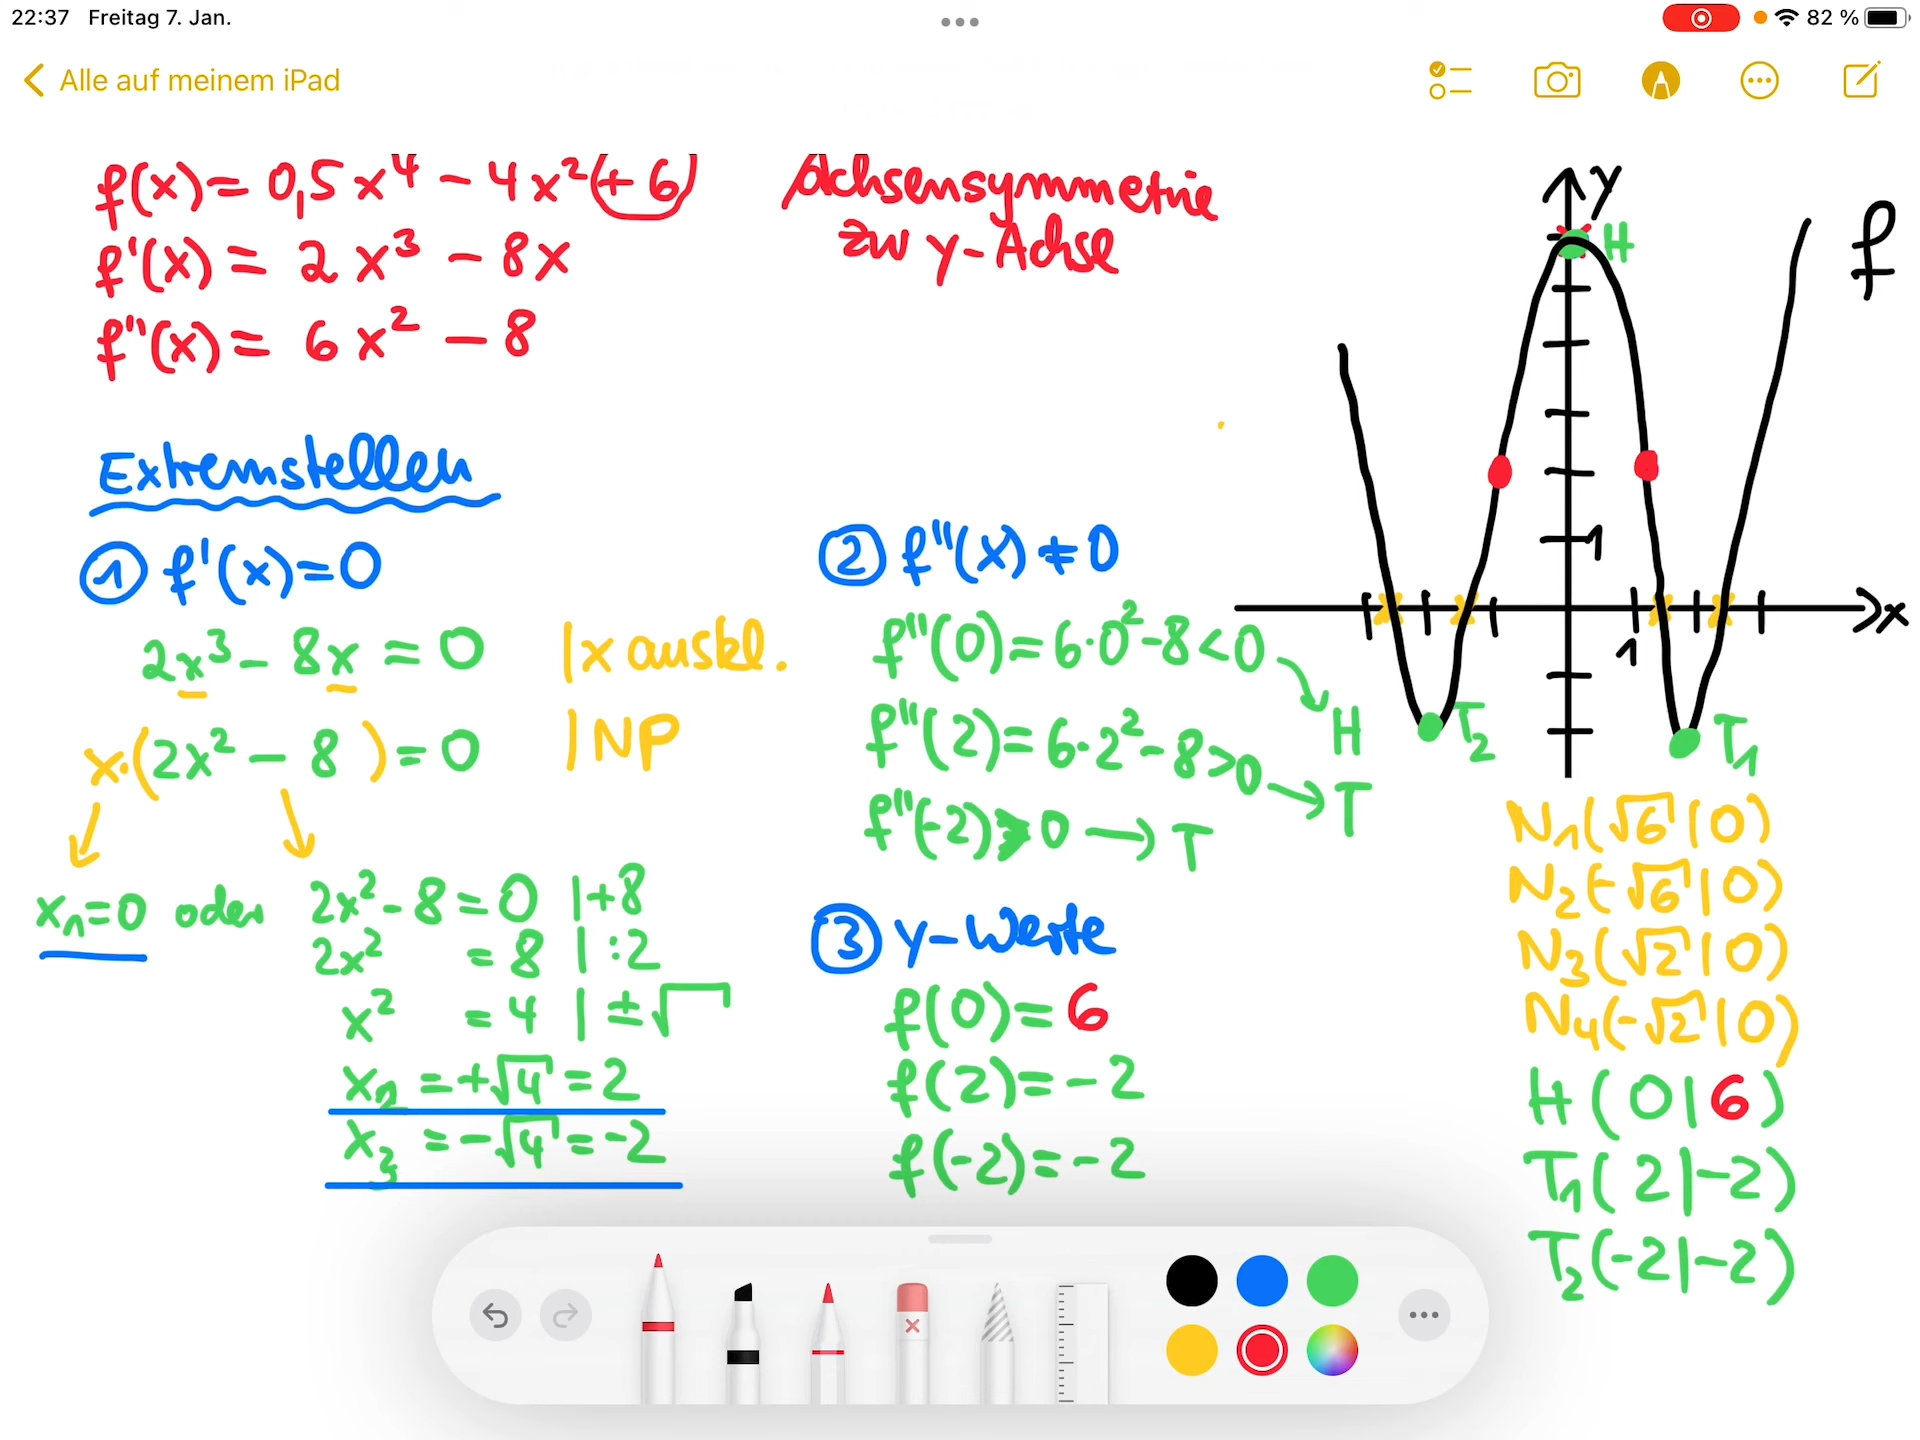 22:37 Freitag 7. Jan.
82 %
Alle auf meinem iPad
f(x) = 0,5x⁴ - 4x² (+ 6)
f'(x) = 2x³ - 8x
f''(x) = 6x² - 8
Achsensymmetrie
zur y-Achse
Extremstellen
① f'(x) = 0
2x³ - 8x = 0 | x auskl.
x·(2x² - 8) = 0 | NP
x₁=0 oder 2x² - 8 = 0 | +8
2x² = 8 | :2
x² = 4 | ±√
x₂ = +√4 = 2
x₃ = -√4 = -2
② f''(x) ≠ 0
f''(0) = 6·0² - 8 < 0 → H
f''(2) = 6·2² - 8 > 0 → T
f''(-2) > 0 → T
③ y-Werte
f(0) = 6
f(2) = -2
f(-2) = -2
y
H
f
1
x
1
T₂
T₁
N₁(√6|0)
N₂(-√6|0)
N₃(√2|0)
N₄(-√2|0)
H(0|6)
T₁(2|-2)
T₂(-2|-2)